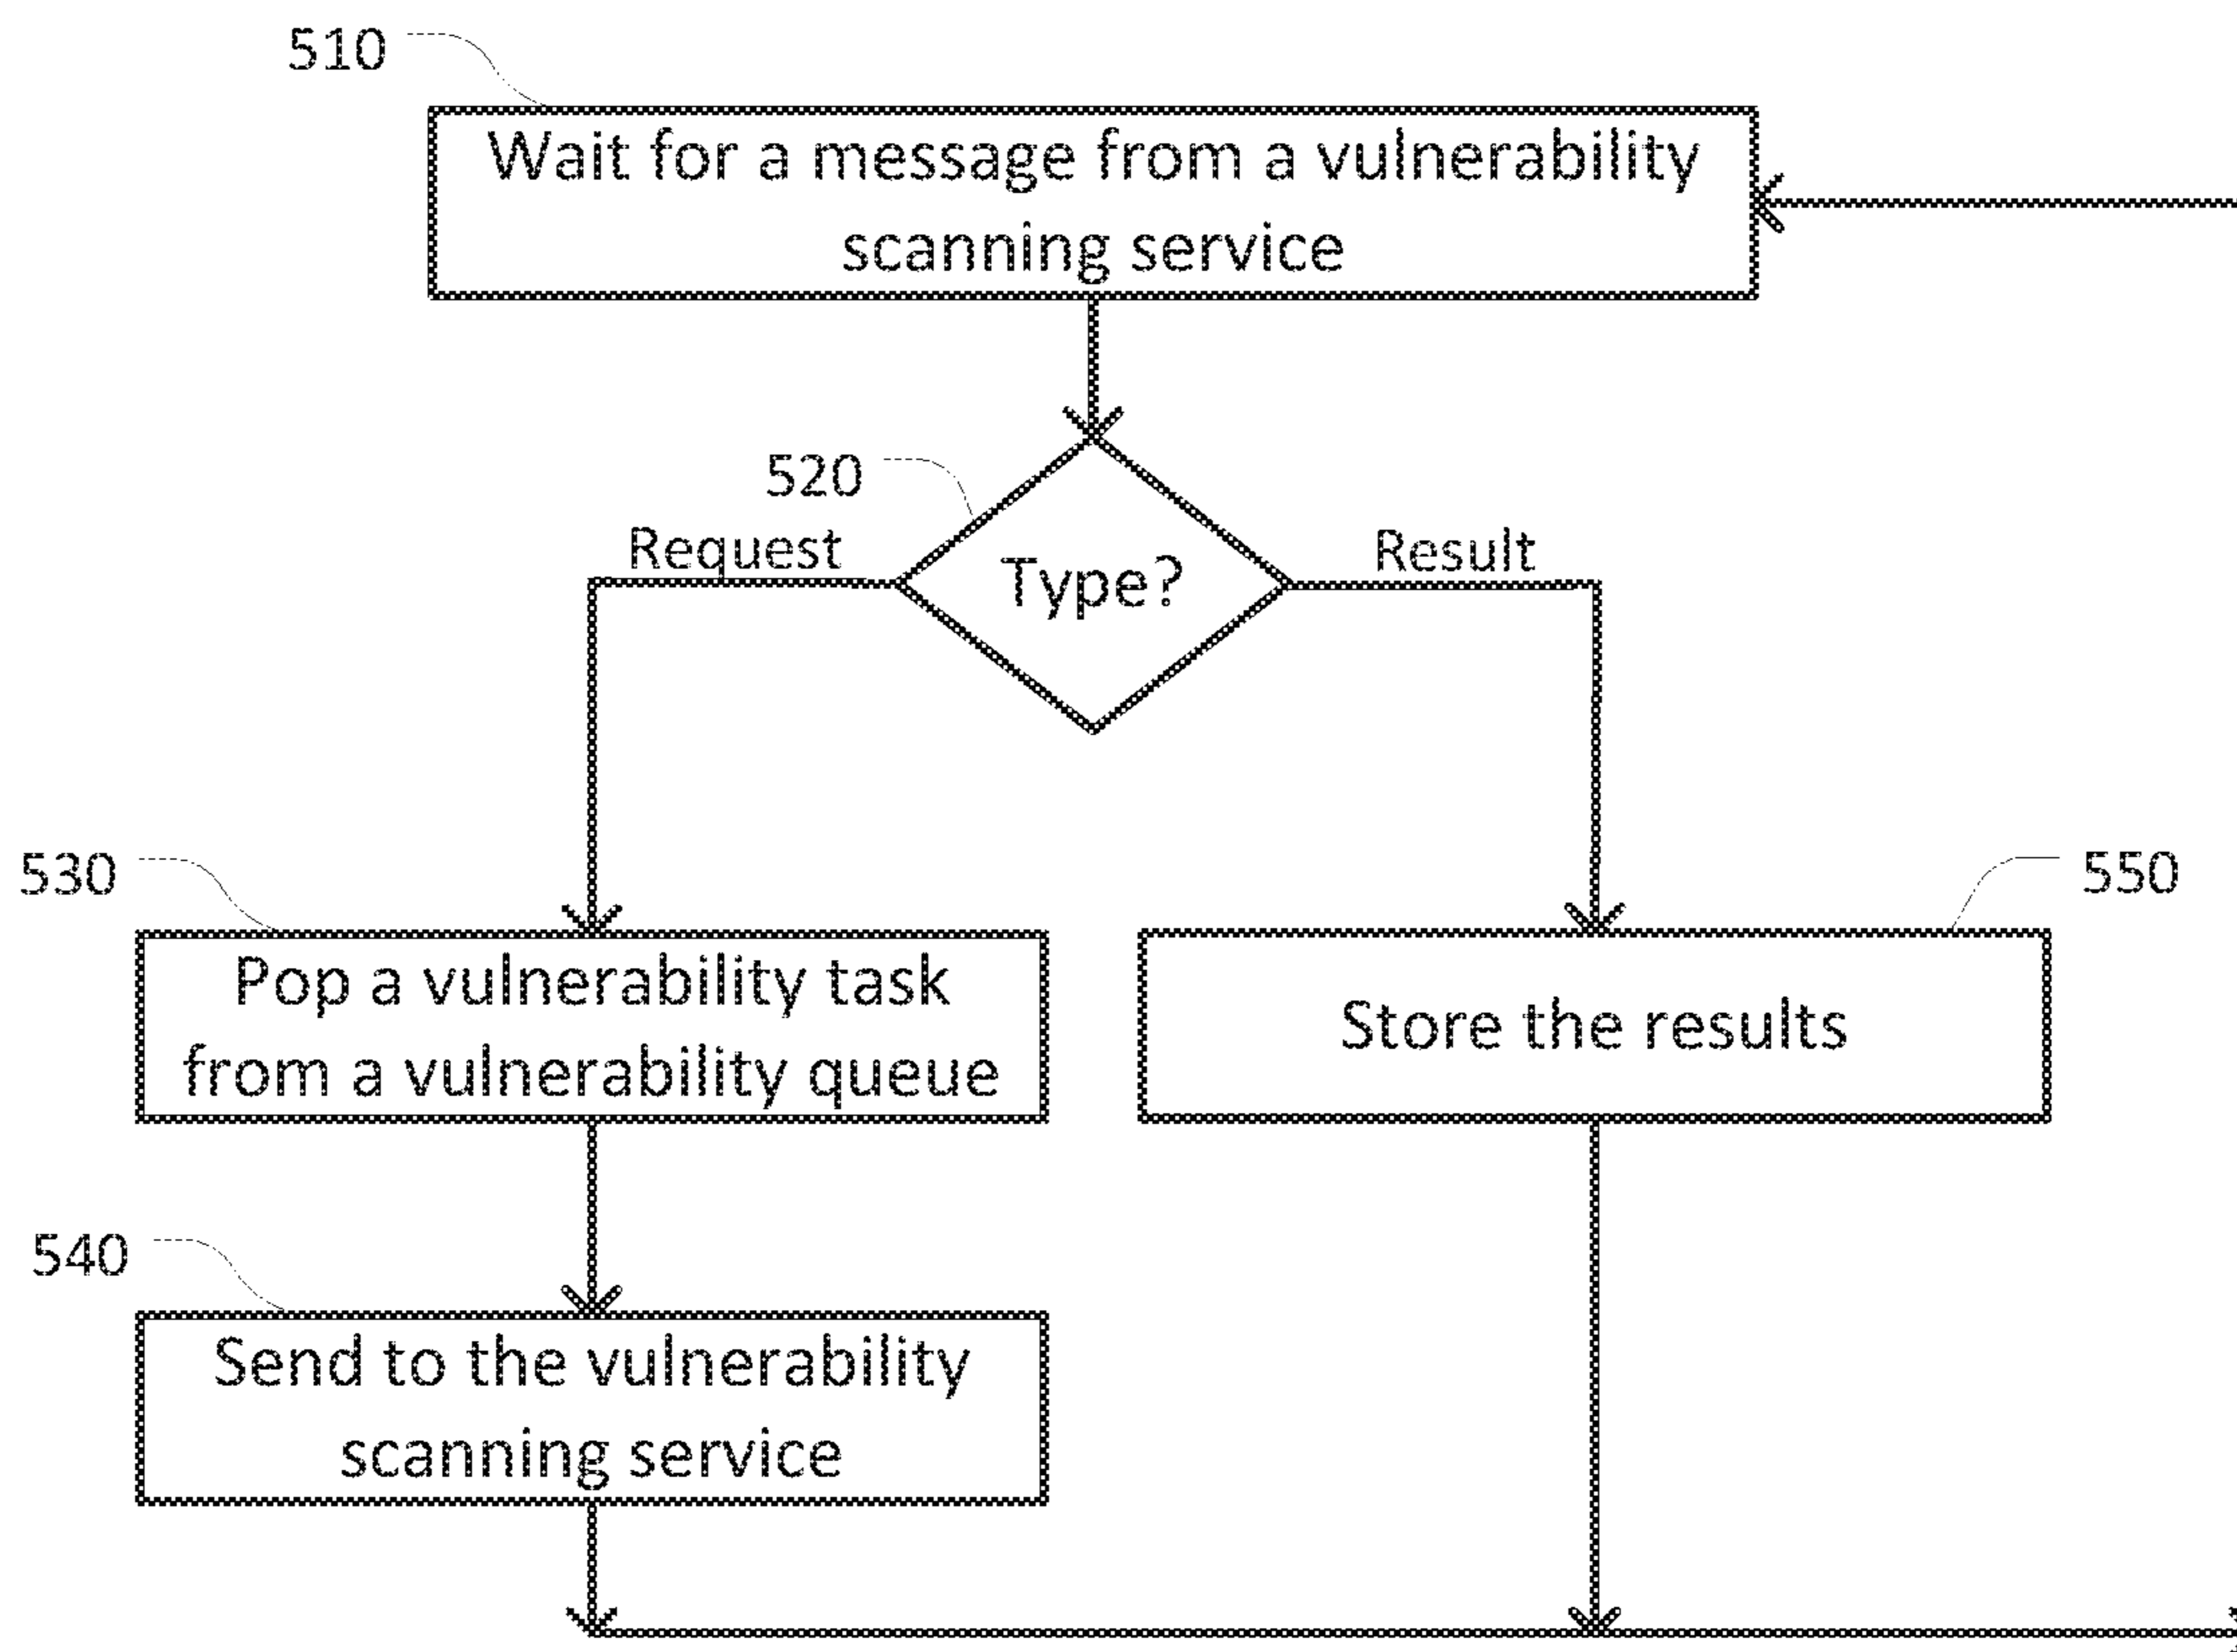 510
Wait for a message from a vulnerability
scanning service
520
Request
Type?
Result
530
550
Pop a vulnerability task
from a vulnerability queue
Store the results
540
Send to the vulnerability
scanning service